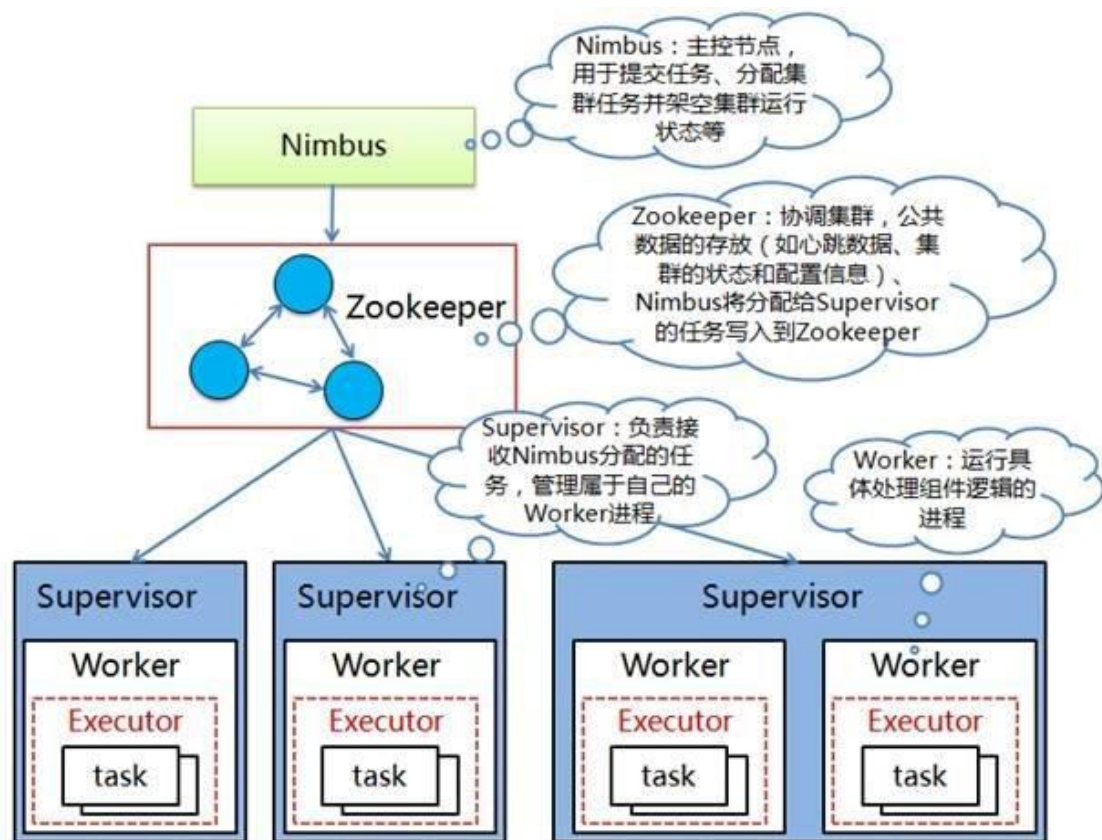 Nimbus：主控节点，
用于提交任务、分配集
群任务并架空集群运行
状态等
Nimbus
Zookeeper：协调集群，公共
数据的存放（如心跳数据、集
群的状态和配置信息）、
Nimbus将分配给Supervisor
的任务写入到Zookeeper
Zookeeper
Supervisor：负责接
收Nimbus分配的任
务，管理属于自己的
Worker进程
Worker：运行具
体处理组件逻辑的
进程
Supervisor
Worker
Executor
task
Supervisor
Worker
Executor
task
Supervisor
Worker
Executor
task
Worker
Executor
task